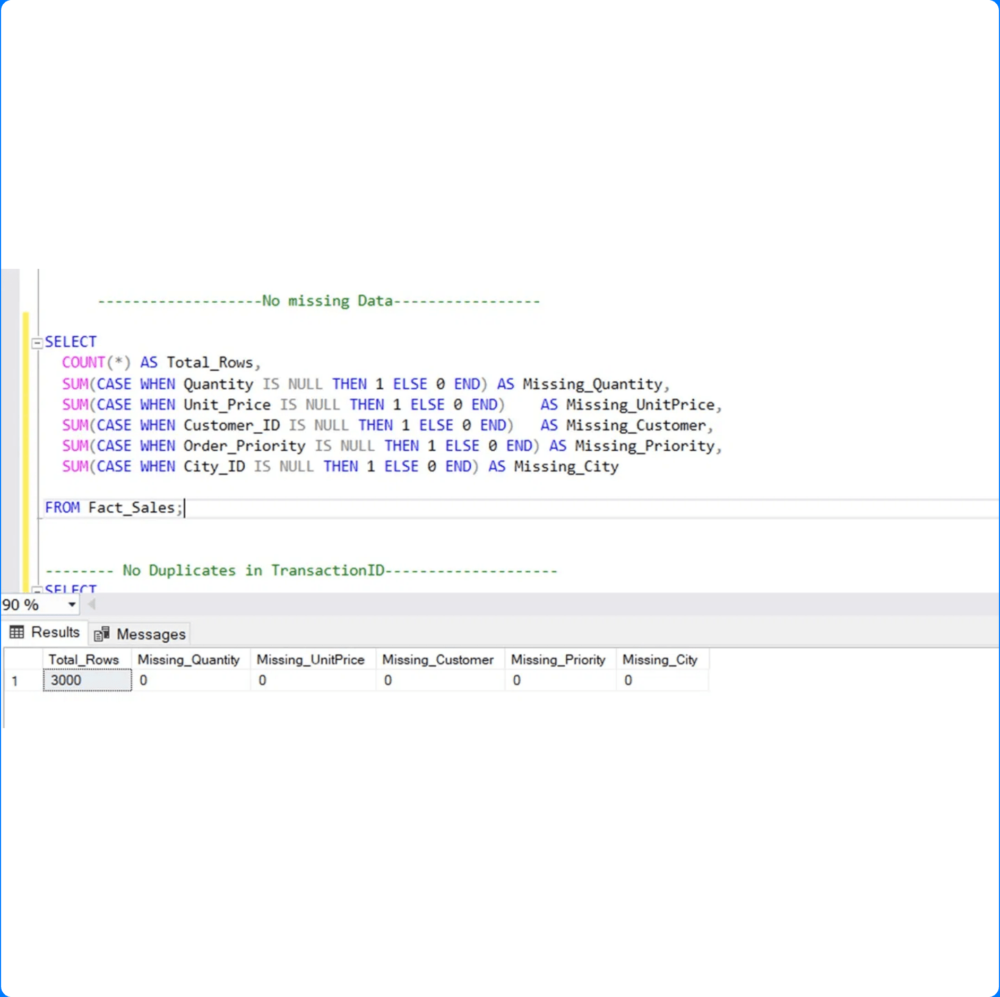 -------------------No missing Data-----------------
SELECT
COUNT(*) AS Total_Rows,
SUM(CASE WHEN Quantity IS NULL THEN 1 ELSE 0 END) AS Missing_Quantity,
SUM(CASE WHEN Unit_Price IS NULL THEN 1 ELSE 0 END)    AS Missing_UnitPrice,
SUM(CASE WHEN Customer_ID IS NULL THEN 1 ELSE 0 END)   AS Missing_Customer,
SUM(CASE WHEN Order_Priority IS NULL THEN 1 ELSE 0 END) AS Missing_Priority,
SUM(CASE WHEN City_ID IS NULL THEN 1 ELSE 0 END) AS Missing_City
FROM Fact_Sales;
-------- No Duplicates in TransactionID--------------------
SELECT
90 %
Results Messages
Total_Rows Missing_Quantity Missing_UnitPrice Missing_Customer Missing_Priority Missing_City
1 3000 0 0 0 0 0